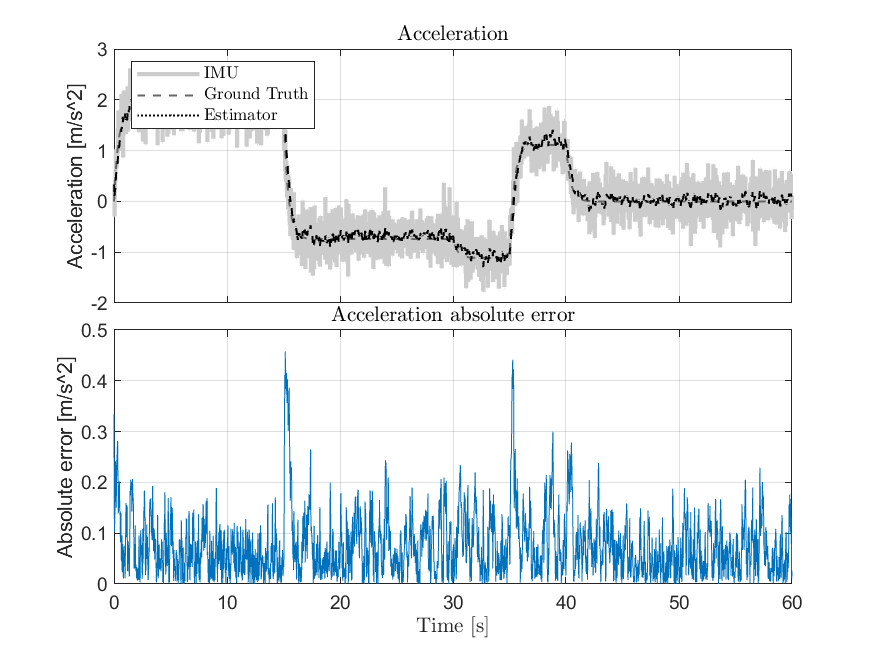 Acceleration
3
2
1
0
-1
-2
Acceleration [m/s^2]
IMU
Ground Truth
Estimator
Acceleration absolute error
0.5
0.4
0.3
0.2
0.1
0
Absolute error [m/s^2]
0 10 20 30 40 50 60
Time [s]